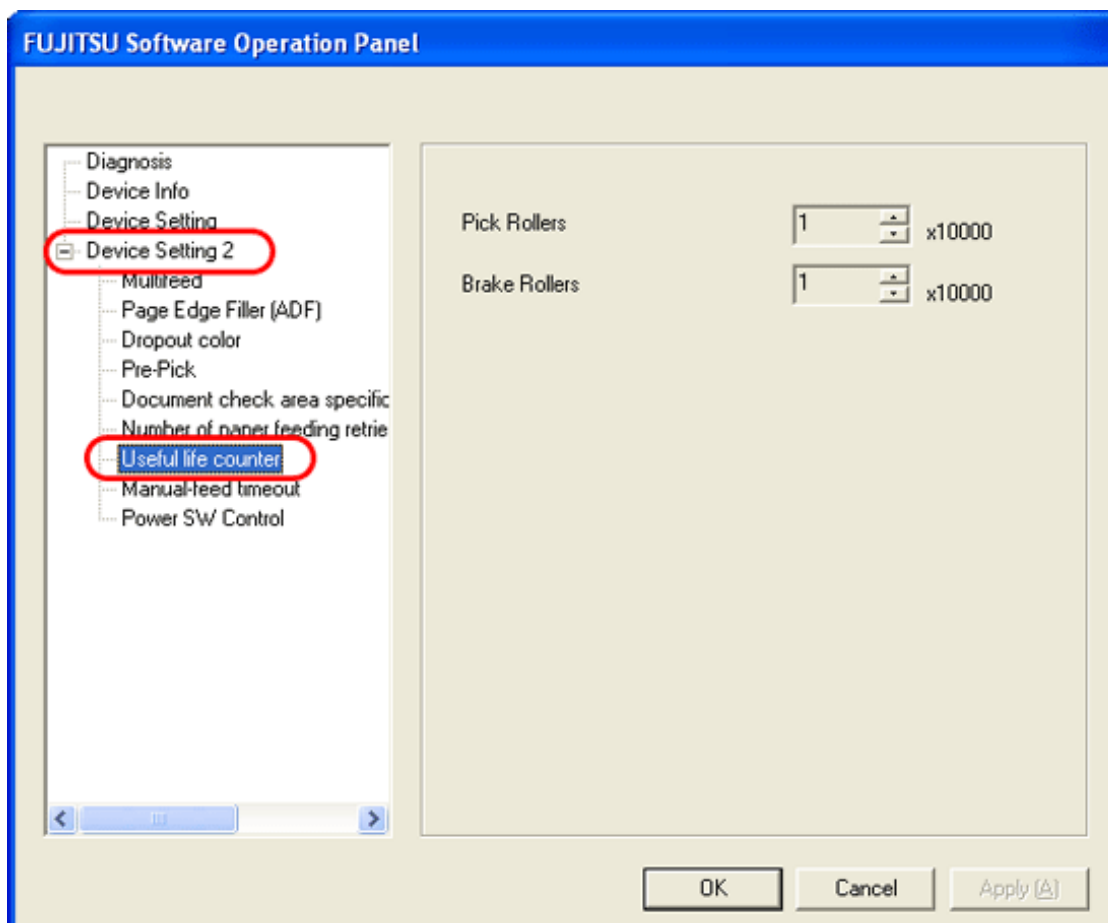 FUJITSU Software Operation Panel
Diagnosis
Device Info
Device Setting
Device Setting 2
Multifeed
Page Edge Filler (ADF)
Dropout color
Pre-Pick
Document check area specific
Number of paper feeding retrie
Useful life counter
Manual-feed timeout
Power SW Control
Pick Rollers 1 x10000
Brake Rollers 1 x10000
OK Cancel Apply (A)